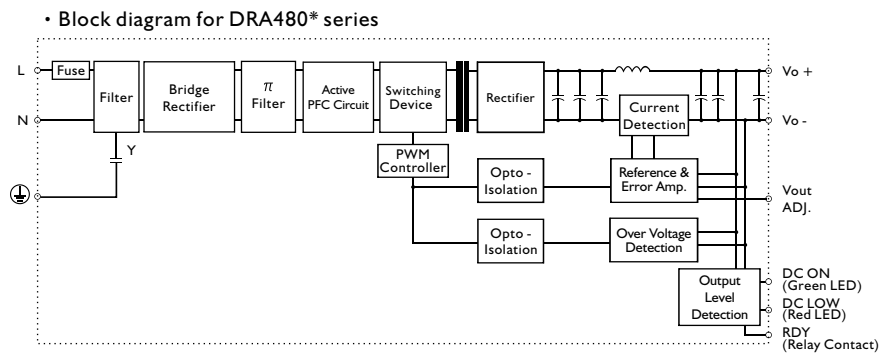 • Block diagram for DRA480* series
L
Fuse
N
Filter
Y
Bridge
Rectifier
π
Filter
Active
PFC Circuit
Switching
Device
PWM
Controller
Rectifier
Current
Detection
Opto -
Isolation
Reference &
Error Amp.
Opto -
Isolation
Over Voltage
Detection
Output
Level
Detection
Vo +
Vo -
Vout
ADJ.
DC ON
(Green LED)
DC LOW
(Red LED)
RDY
(Relay Contact)